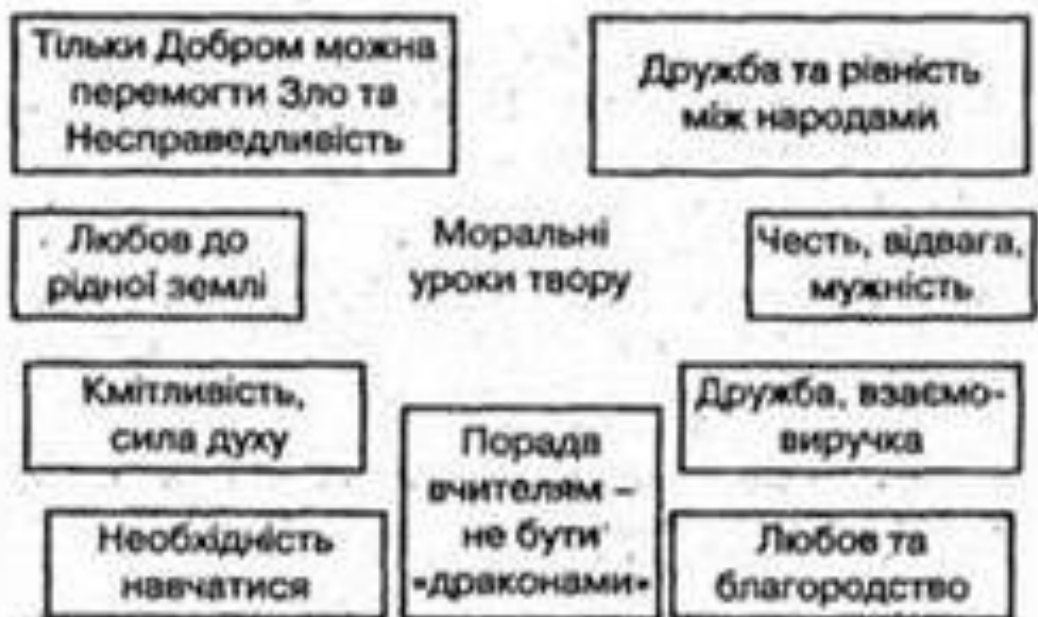 Тільки Добром можна
перемогти Зло та
Несправедливість
Дружба та рівність
між народами
Любов до
рідної землі
Моральні
уроки твору
Честь, відвага,
мужність
Кмітливість,
сила духу
Порада
вчителям –
не бути
«драконами»
Дружба, взаємо-
виручка
Необхідність
навчатися
Любов та
благородство